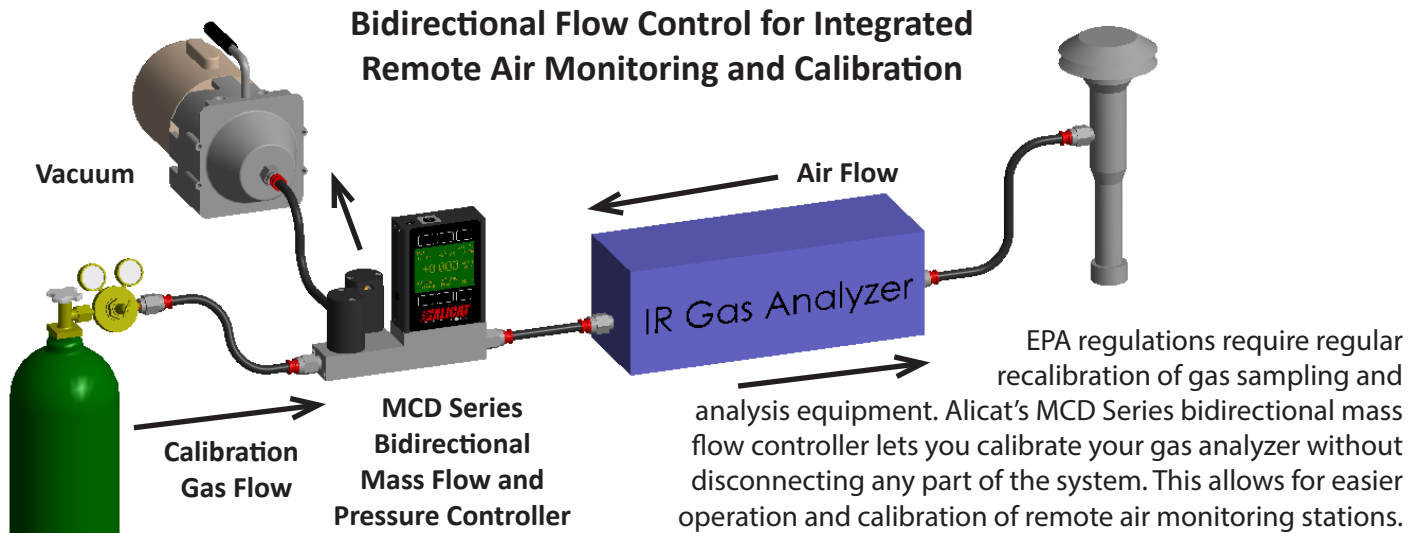 Bidirectional Flow Control for Integrated
Remote Air Monitoring and Calibration
Vacuum
Air Flow
ALICAT
IR Gas Analyzer
Calibration
Gas Flow
MCD Series
Bidirectional
Mass Flow and
Pressure Controller
EPA regulations require regular
recalibration of gas sampling and
analysis equipment. Alicat's MCD Series bidirectional mass
flow controller lets you calibrate your gas analyzer without
disconnecting any part of the system. This allows for easier
operation and calibration of remote air monitoring stations.